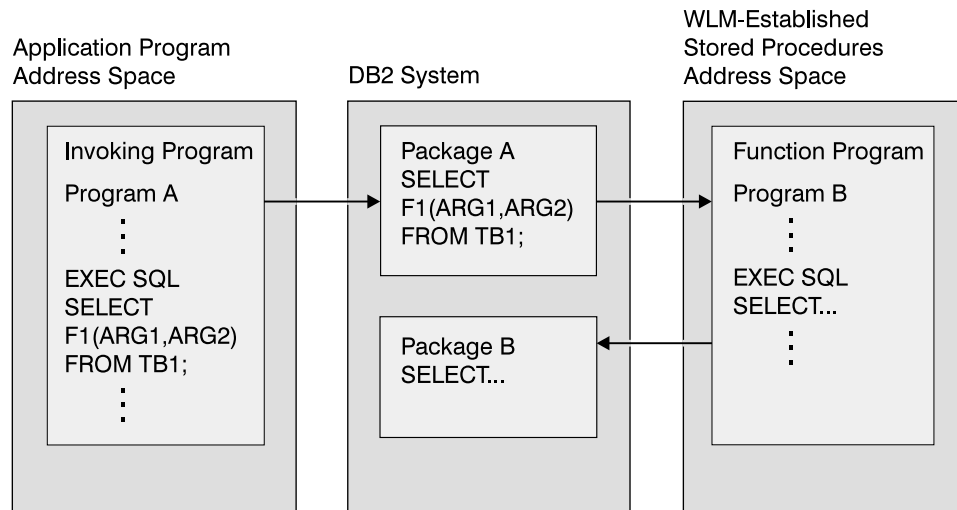 Application Program
Address Space
Invoking Program
Program A
EXEC SQL
SELECT
F1(ARG1,ARG2)
FROM TB1;
DB2 System
Package A
SELECT
F1(ARG1,ARG2)
FROM TB1;
Package B
SELECT...
WLM-Established
Stored Procedures
Address Space
Function Program
Program B
EXEC SQL
SELECT...